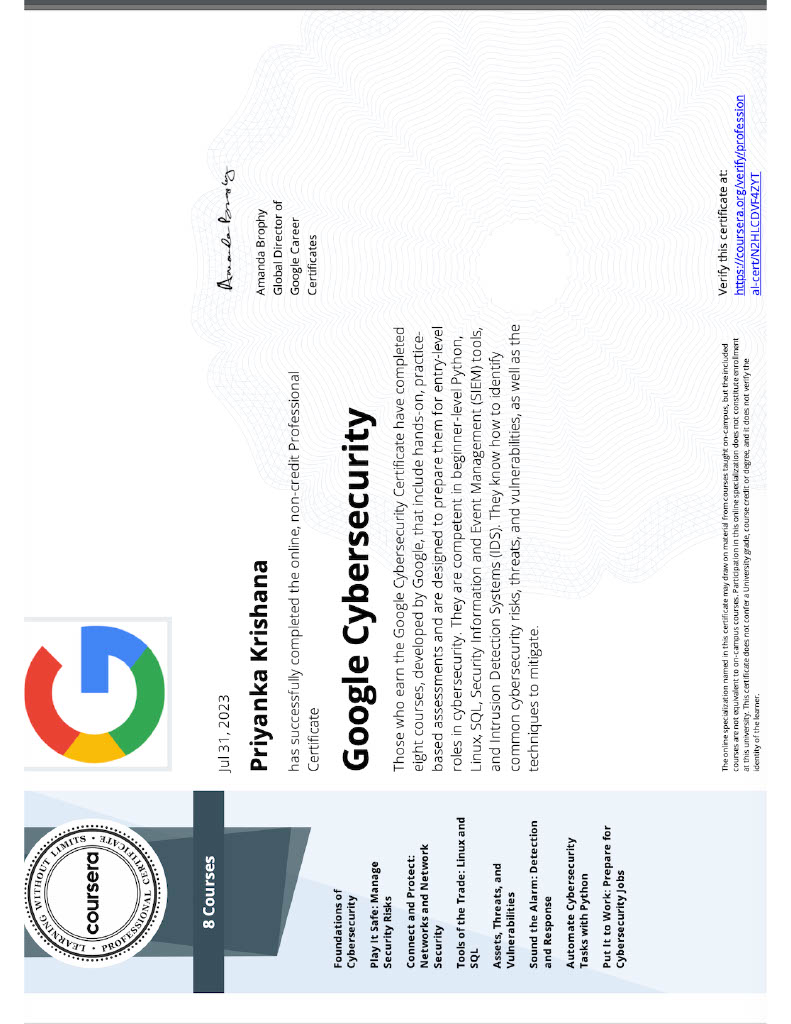 LEARNING WITHOUT LIMITS • PROFESSIONAL CERTIFICATE •
coursera
8 Courses
Foundations of
Cybersecurity
Play It Safe: Manage
Security Risks
Connect and Protect:
Networks and Network
Security
Tools of the Trade: Linux and
SQL
Assets, Threats, and
Vulnerabilities
Sound the Alarm: Detection
and Response
Automate Cybersecurity
Tasks with Python
Put It to Work: Prepare for
Cybersecurity Jobs
Jul 31, 2023
Priyanka Krishana
has successfully completed the online, non-credit Professional
Certificate
Google Cybersecurity
Those who earn the Google Cybersecurity Certificate have completed
eight courses, developed by Google, that include hands-on, practice-
based assessments and are designed to prepare them for entry-level
roles in cybersecurity. They are competent in beginner-level Python,
Linux, SQL, Security Information and Event Management (SIEM) tools,
and Intrusion Detection Systems (IDS). They know how to identify
common cybersecurity risks, threats, and vulnerabilities, as well as the
techniques to mitigate.
Amanda Brophy
Amanda Brophy
Global Director of
Google Career
Certificates
The online specialization named in this certificate may draw on material from courses taught on-campus, but the included
courses are not equivalent to on-campus courses. Participation in this online specialization does not constitute enrollment
at this university. This certificate does not confer a University grade, course credit or degree, and it does not verify the
identity of the learner.
Verify this certificate at:
https://coursera.org/verify/profession
al-cert/N2HLCDVF4ZYT